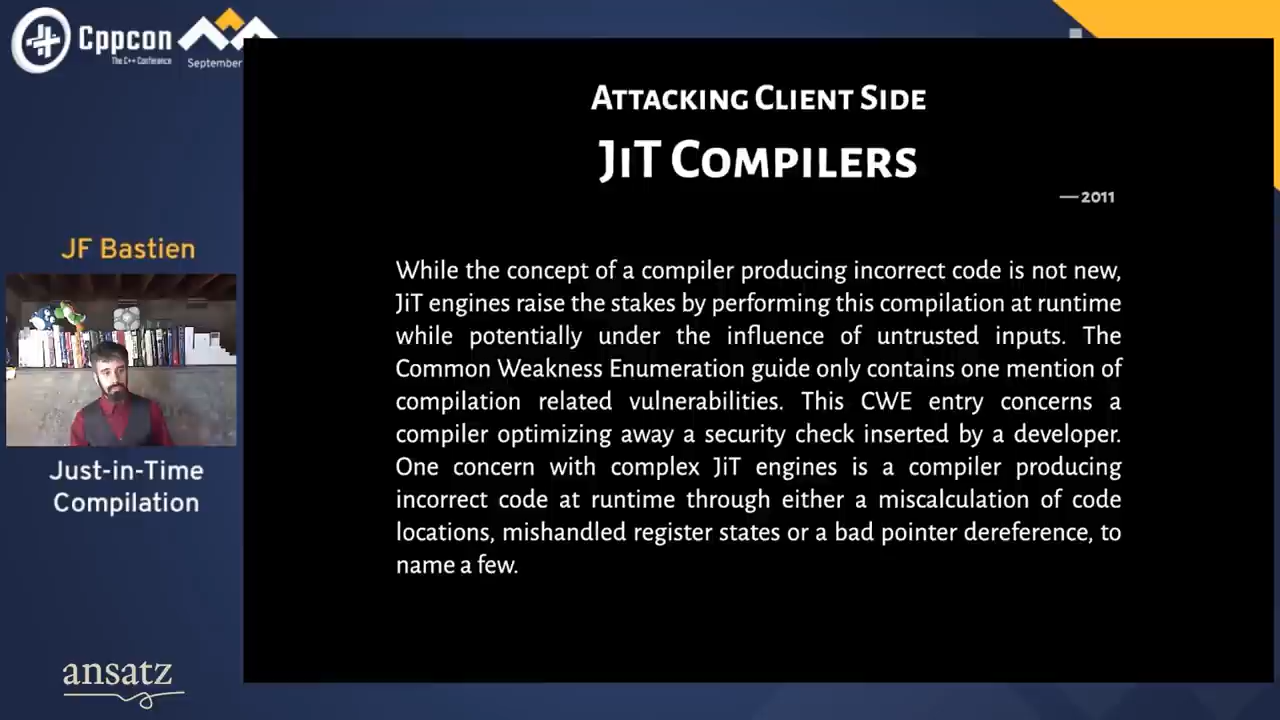 Cppcon
The C++ Conference
September
ATTACKING CLIENT SIDE
JIT COMPILERS
— 2011
While the concept of a compiler producing incorrect code is not new,
JiT engines raise the stakes by performing this compilation at runtime
while potentially under the influence of untrusted inputs. The
Common Weakness Enumeration guide only contains one mention of
compilation related vulnerabilities. This CWE entry concerns a
compiler optimizing away a security check inserted by a developer.
One concern with complex JiT engines is a compiler producing
incorrect code at runtime through either a miscalculation of code
locations, mishandled register states or a bad pointer dereference, to
name a few.
JF Bastien
Just-in-Time
Compilation
ansatz